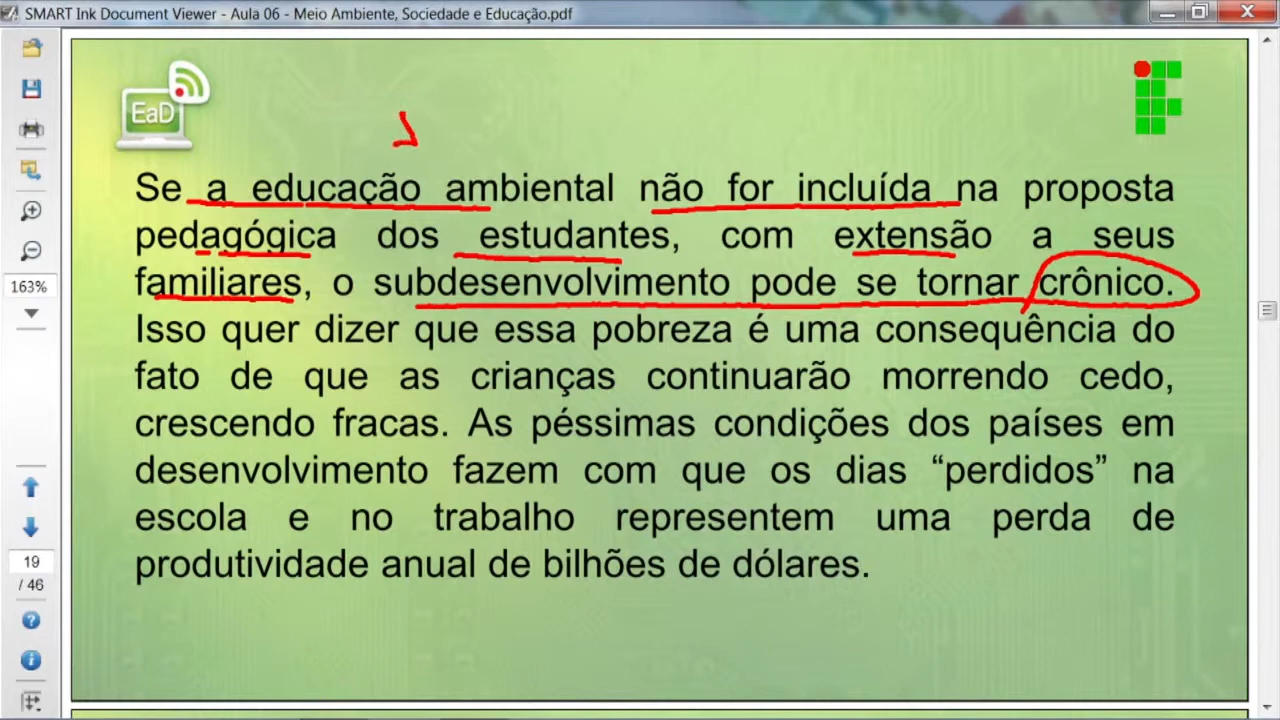 SMART Ink Document Viewer - Aula 06 - Meio Ambiente, Sociedade e Educação.pdf
EaD
Se a educação ambiental não for incluída na proposta
pedagógica dos estudantes, com extensão a seus
familiares, o subdesenvolvimento pode se tornar crônico.
Isso quer dizer que essa pobreza é uma consequência do
fato de que as crianças continuarão morrendo cedo,
crescendo fracas. As péssimas condições dos países em
desenvolvimento fazem com que os dias “perdidos” na
escola e no trabalho representem uma perda de
produtividade anual de bilhões de dólares.
163%
19
/ 46